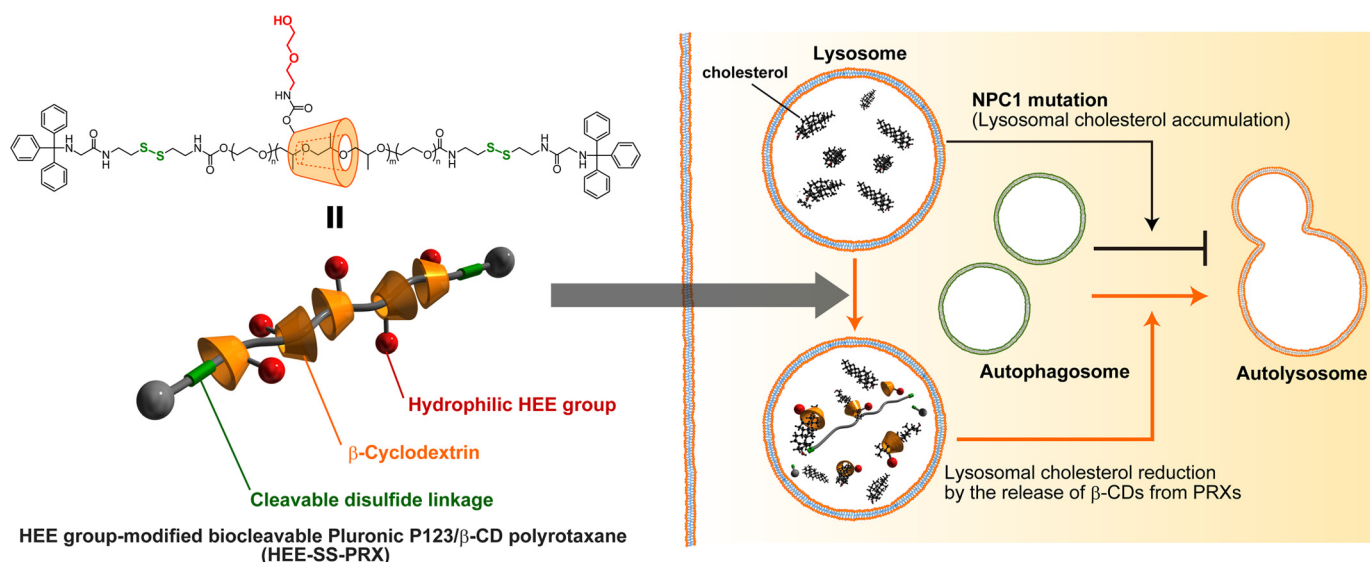 HO
O
NH
O
O
H
N
O
N
H
S
S
H
N
O
O
O
n
O
O
O
m
O
n
O
N
H
S
S
H
N
O
H
N
=
Hydrophilic HEE group
β-Cyclodextrin
Cleavable disulfide linkage
HEE group-modified biocleavable Pluronic P123/β-CD polyrotaxane
(HEE-SS-PRX)
Lysosome
cholesterol
NPC1 mutation
(Lysosomal cholesterol accumulation)
Autophagosome
Autolysosome
Lysosomal cholesterol reduction
by the release of β-CDs from PRXs